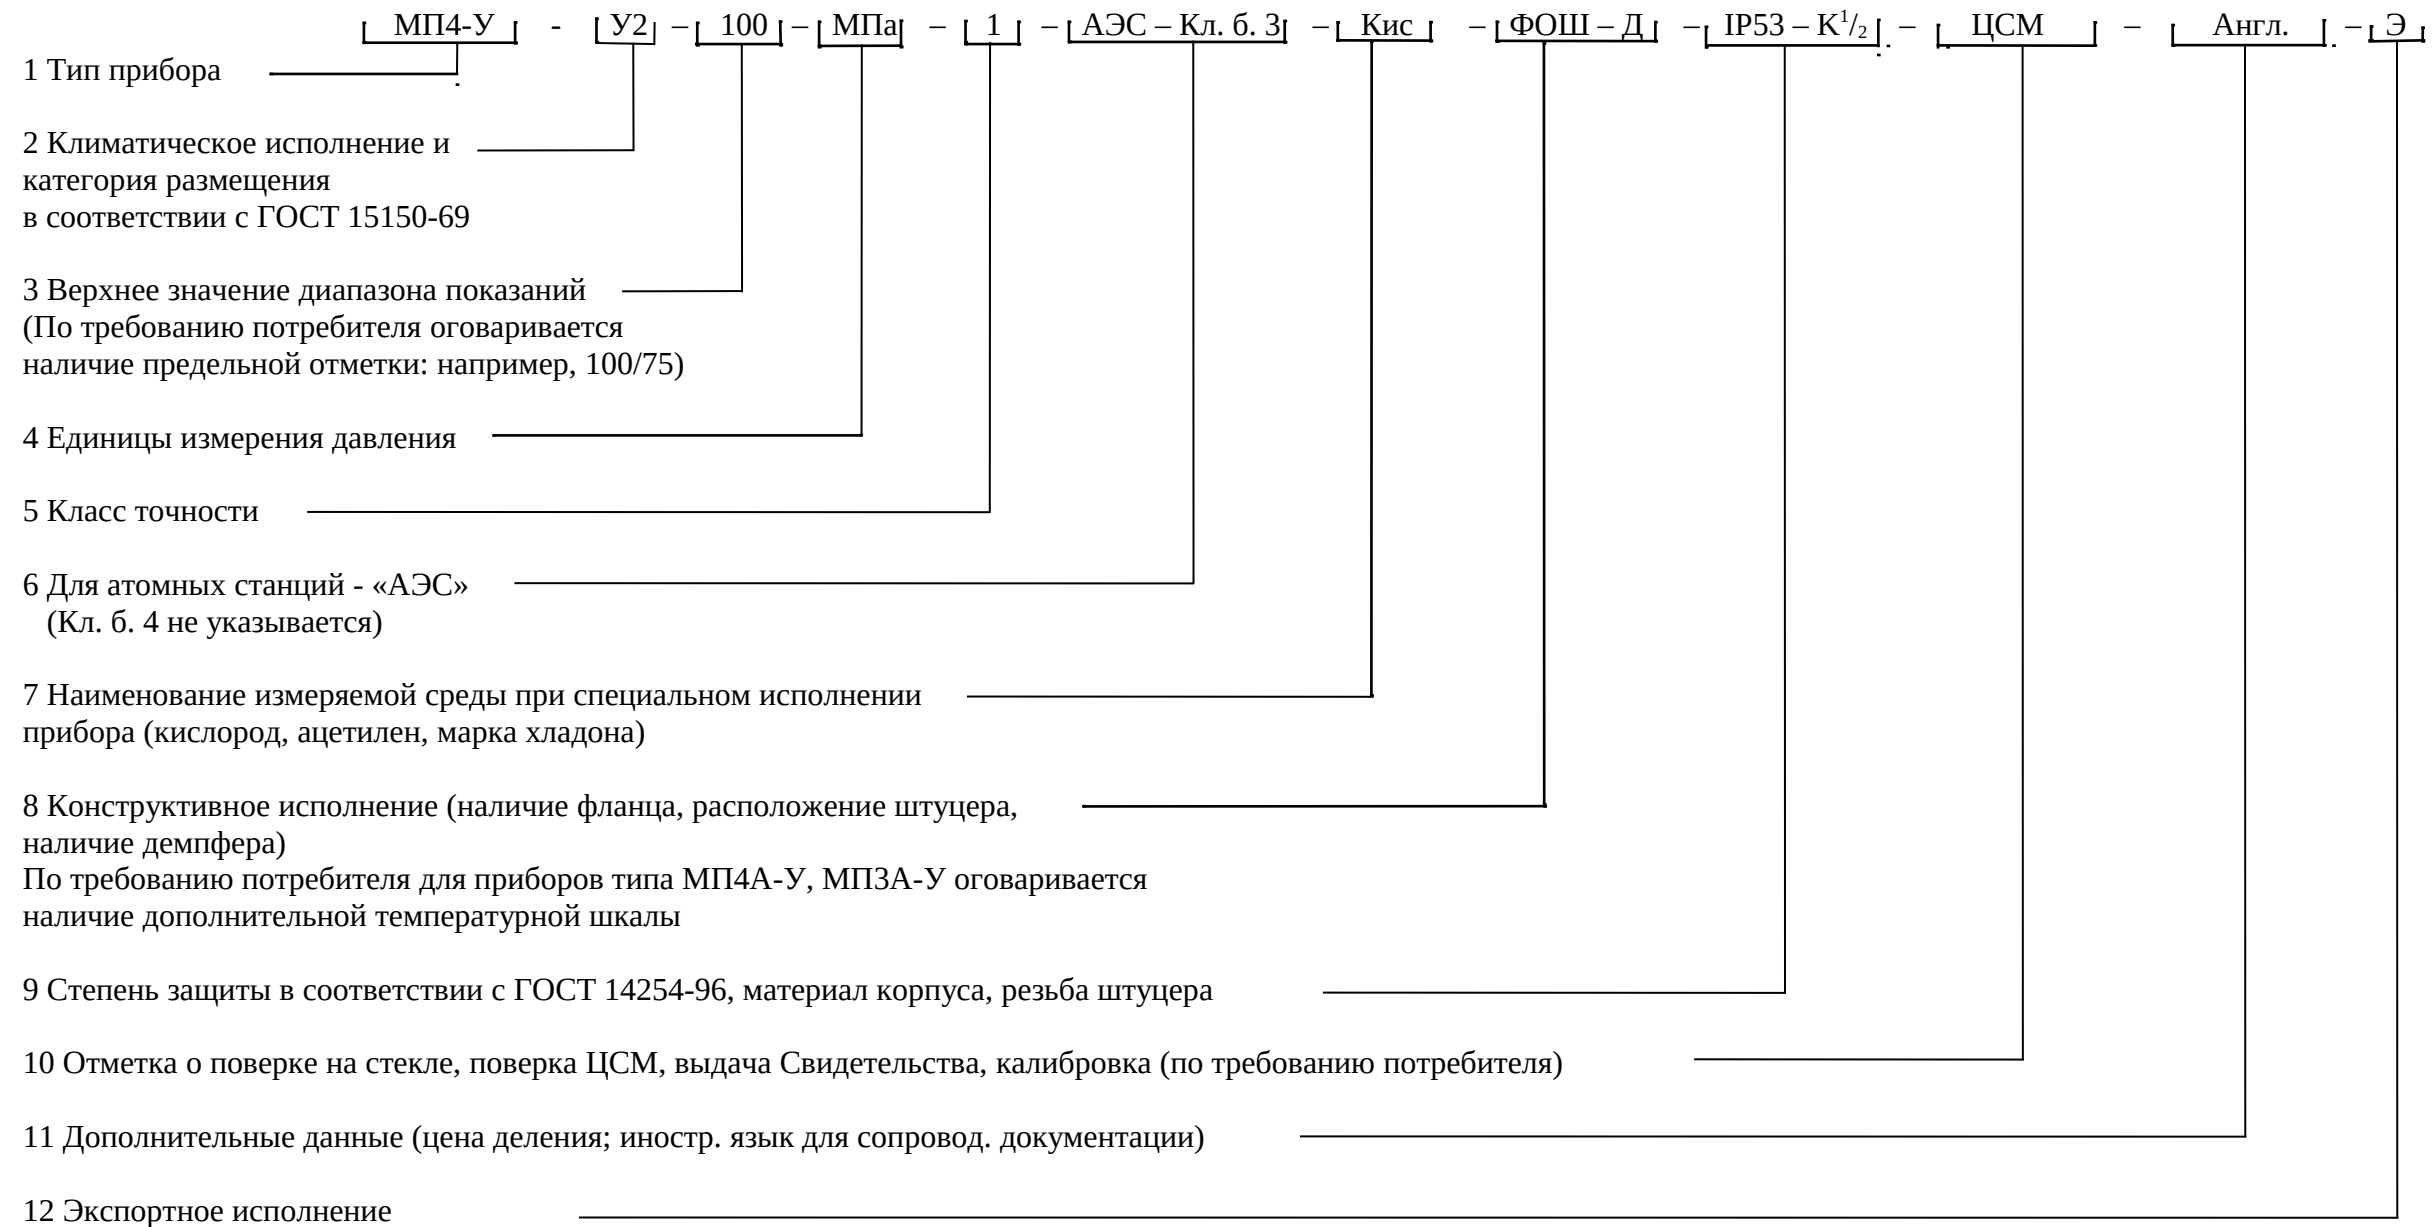 МП4-У - У2 – 100 – МПа – 1 – АЭС – Кл. б. 3 – Кис – ФОШ – Д – IP53 – К¹/₂ – ЦСМ – Англ. – Э
1 Тип прибора
2 Климатическое исполнение и
категория размещения
в соответствии с ГОСТ 15150-69
3 Верхнее значение диапазона показаний
(По требованию потребителя оговаривается
наличие предельной отметки: например, 100/75)
4 Единицы измерения давления
5 Класс точности
6 Для атомных станций - «АЭС»
(Кл. б. 4 не указывается)
7 Наименование измеряемой среды при специальном исполнении
прибора (кислород, ацетилен, марка хладона)
8 Конструктивное исполнение (наличие фланца, расположение штуцера,
наличие демпфера)
По требованию потребителя для приборов типа МП4А-У, МП3А-У оговаривается
наличие дополнительной температурной шкалы
9 Степень защиты в соответствии с ГОСТ 14254-96, материал корпуса, резьба штуцера
10 Отметка о поверке на стекле, поверка ЦСМ, выдача Свидетельства, калибровка (по требованию потребителя)
11 Дополнительные данные (цена деления; иностр. язык для сопровод. документации)
12 Экспортное исполнение